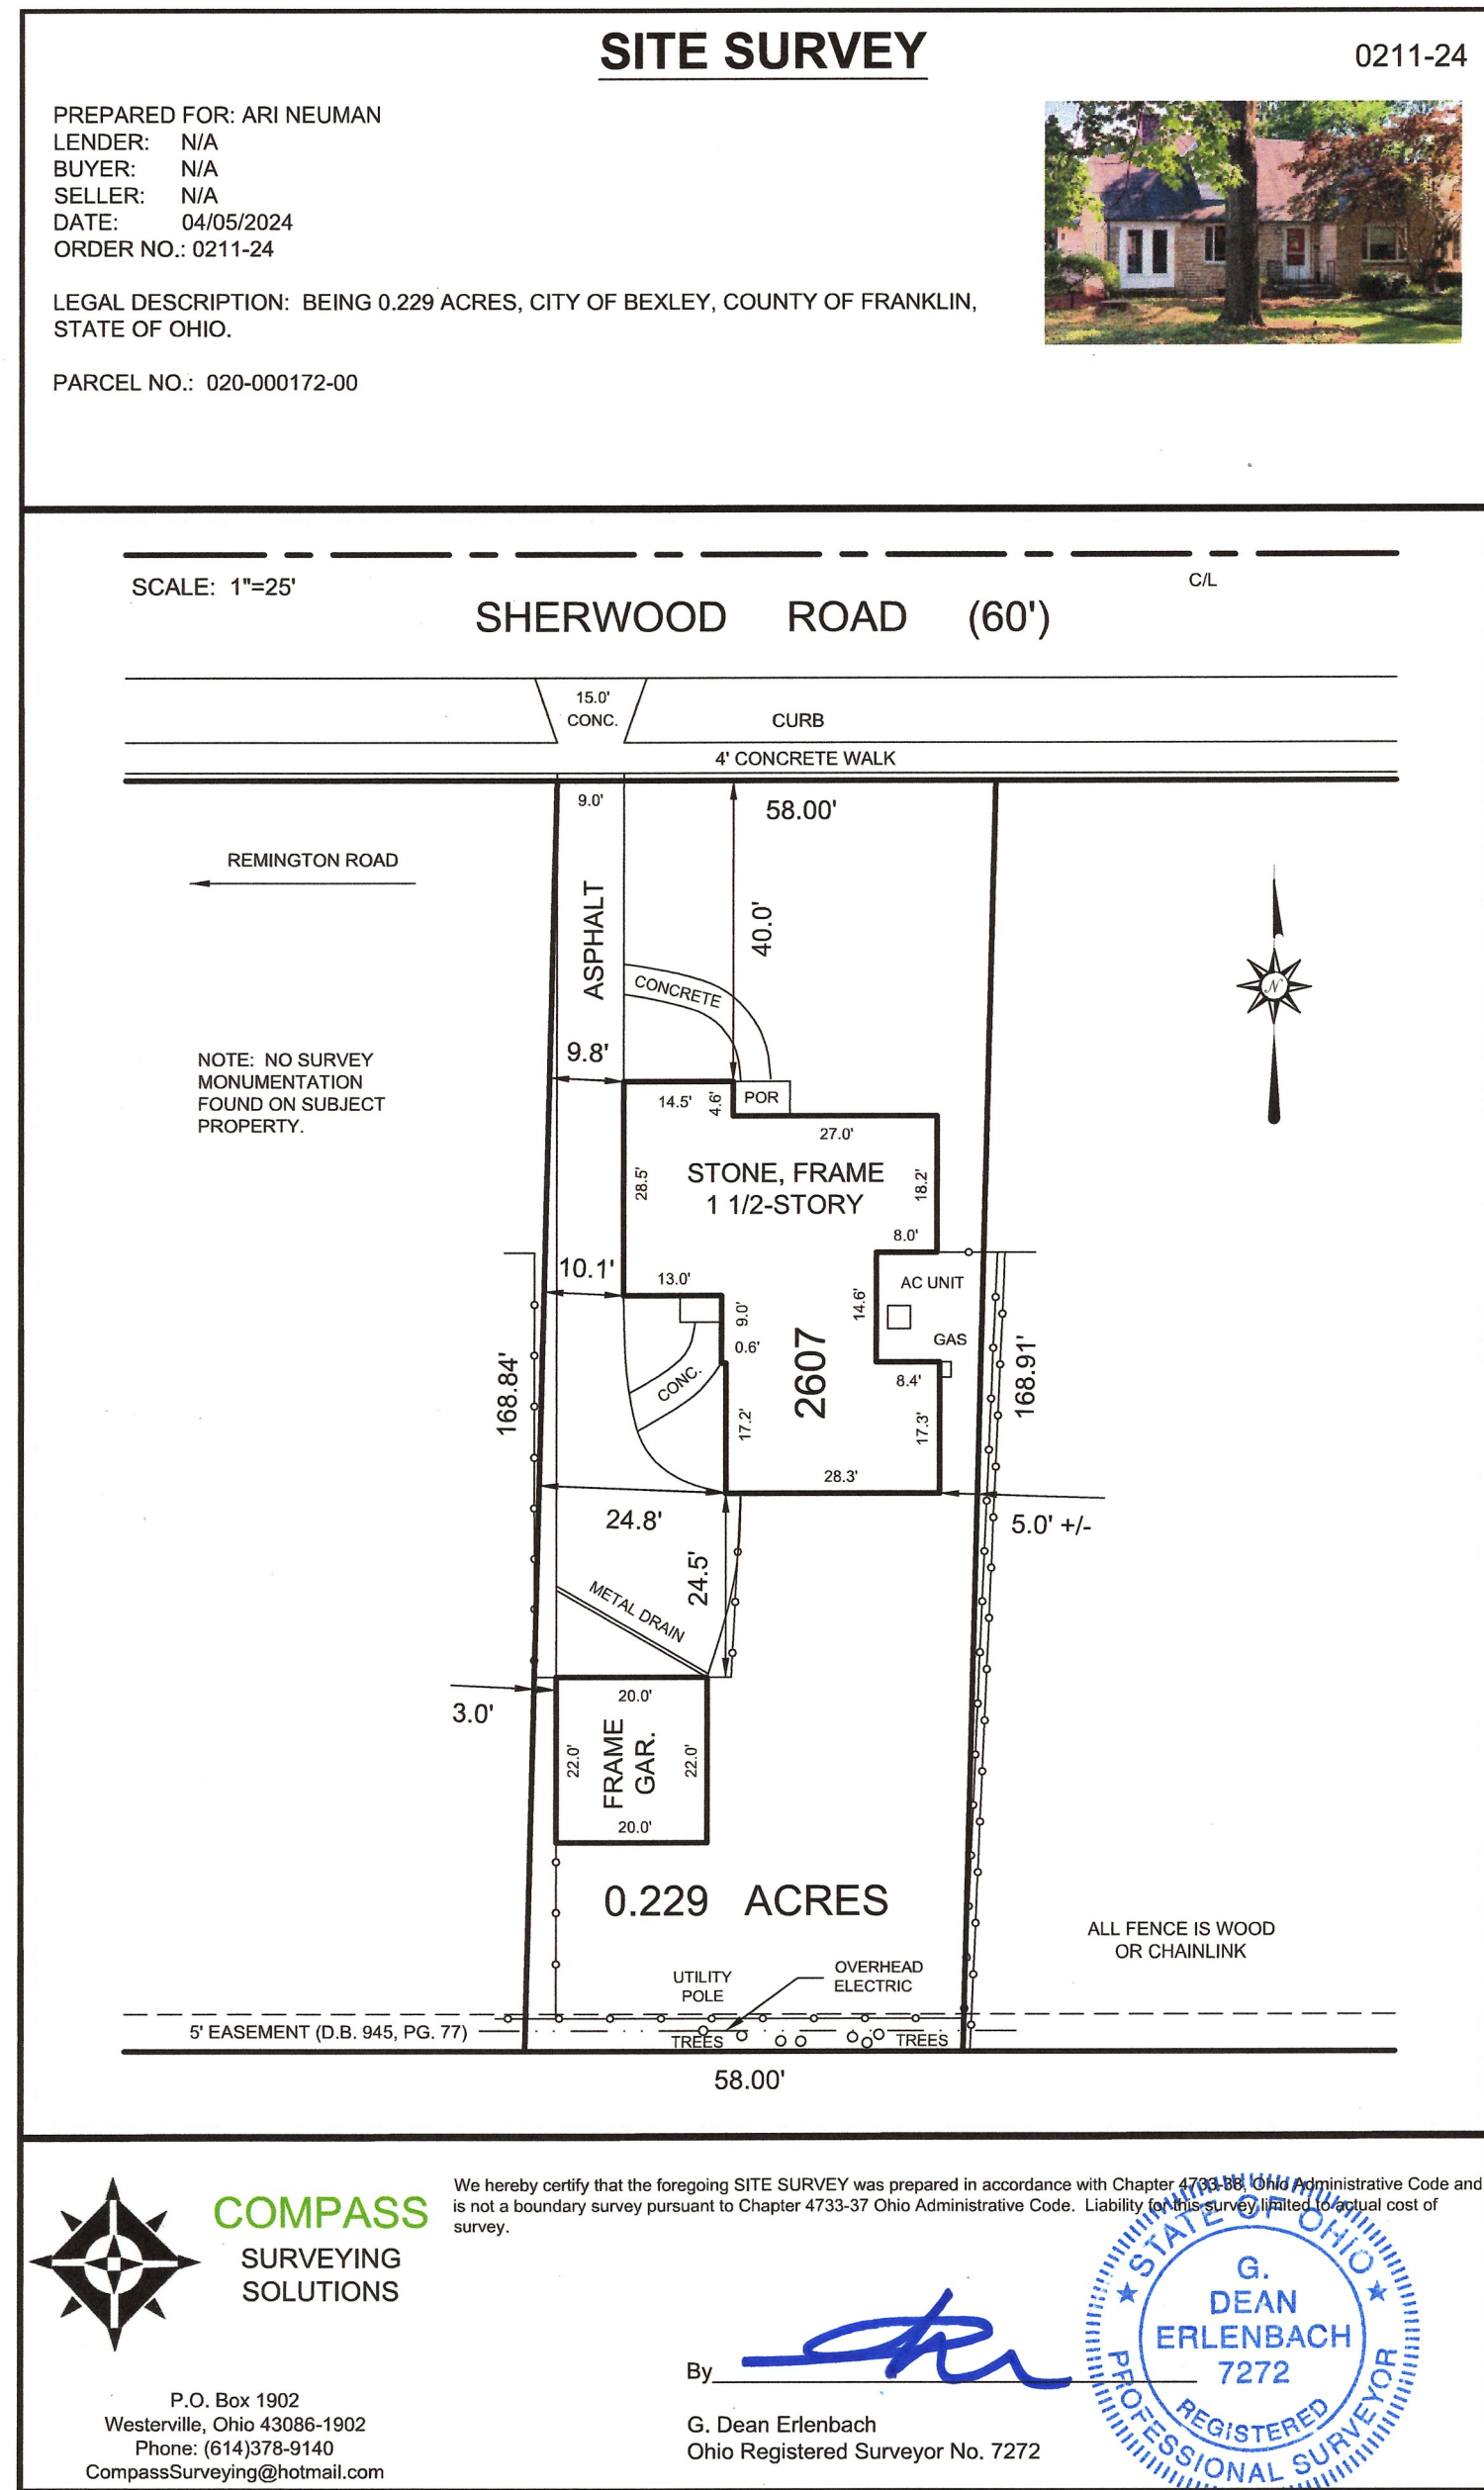 SITE SURVEY
0211-24
PREPARED FOR: ARI NEUMAN
LENDER: N/A
BUYER: N/A
SELLER: N/A
DATE: 04/05/2024
ORDER NO.: 0211-24
LEGAL DESCRIPTION: BEING 0.229 ACRES, CITY OF BEXLEY, COUNTY OF FRANKLIN,
STATE OF OHIO.
PARCEL NO.: 020-000172-00
SCALE: 1"=25'
C/L
SHERWOOD ROAD (60')
15.0'
CONC.
CURB
4' CONCRETE WALK
9.0'
58.00'
REMINGTON ROAD
ASPHALT
40.0'
CONCRETE
N
NOTE: NO SURVEY
MONUMENTATION
FOUND ON SUBJECT
PROPERTY.
9.8'
14.5'
4.6'
POR
27.0'
28.5'
STONE, FRAME
1 1/2-STORY
18.2'
8.0'
10.1'
13.0'
9.0'
0.6'
14.6'
AC UNIT
GAS
2607
168.84'
CONC.
8.4'
168.91'
17.2'
17.3'
28.3'
24.8'
5.0' +/-
24.5'
METAL DRAIN
3.0'
20.0'
22.0'
FRAME
GAR.
22.0'
20.0'
0.229 ACRES
ALL FENCE IS WOOD
OR CHAINLINK
UTILITY
POLE
OVERHEAD
ELECTRIC
5' EASEMENT (D.B. 945, PG. 77)
TREES
TREES
58.00'
COMPASS
SURVEYING
SOLUTIONS
We hereby certify that the foregoing SITE SURVEY was prepared in accordance with Chapter 4733-38, Ohio Administrative Code and
is not a boundary survey pursuant to Chapter 4733-37 Ohio Administrative Code. Liability for this survey limited to actual cost of
survey.
STATE OF OHIO
G.
DEAN
ERLENBACH
7272
REGISTERED
PROFESSIONAL SURVEYOR
By
G. Dean Erlenbach
Ohio Registered Surveyor No. 7272
P.O. Box 1902
Westerville, Ohio 43086-1902
Phone: (614)378-9140
CompassSurveying@hotmail.com